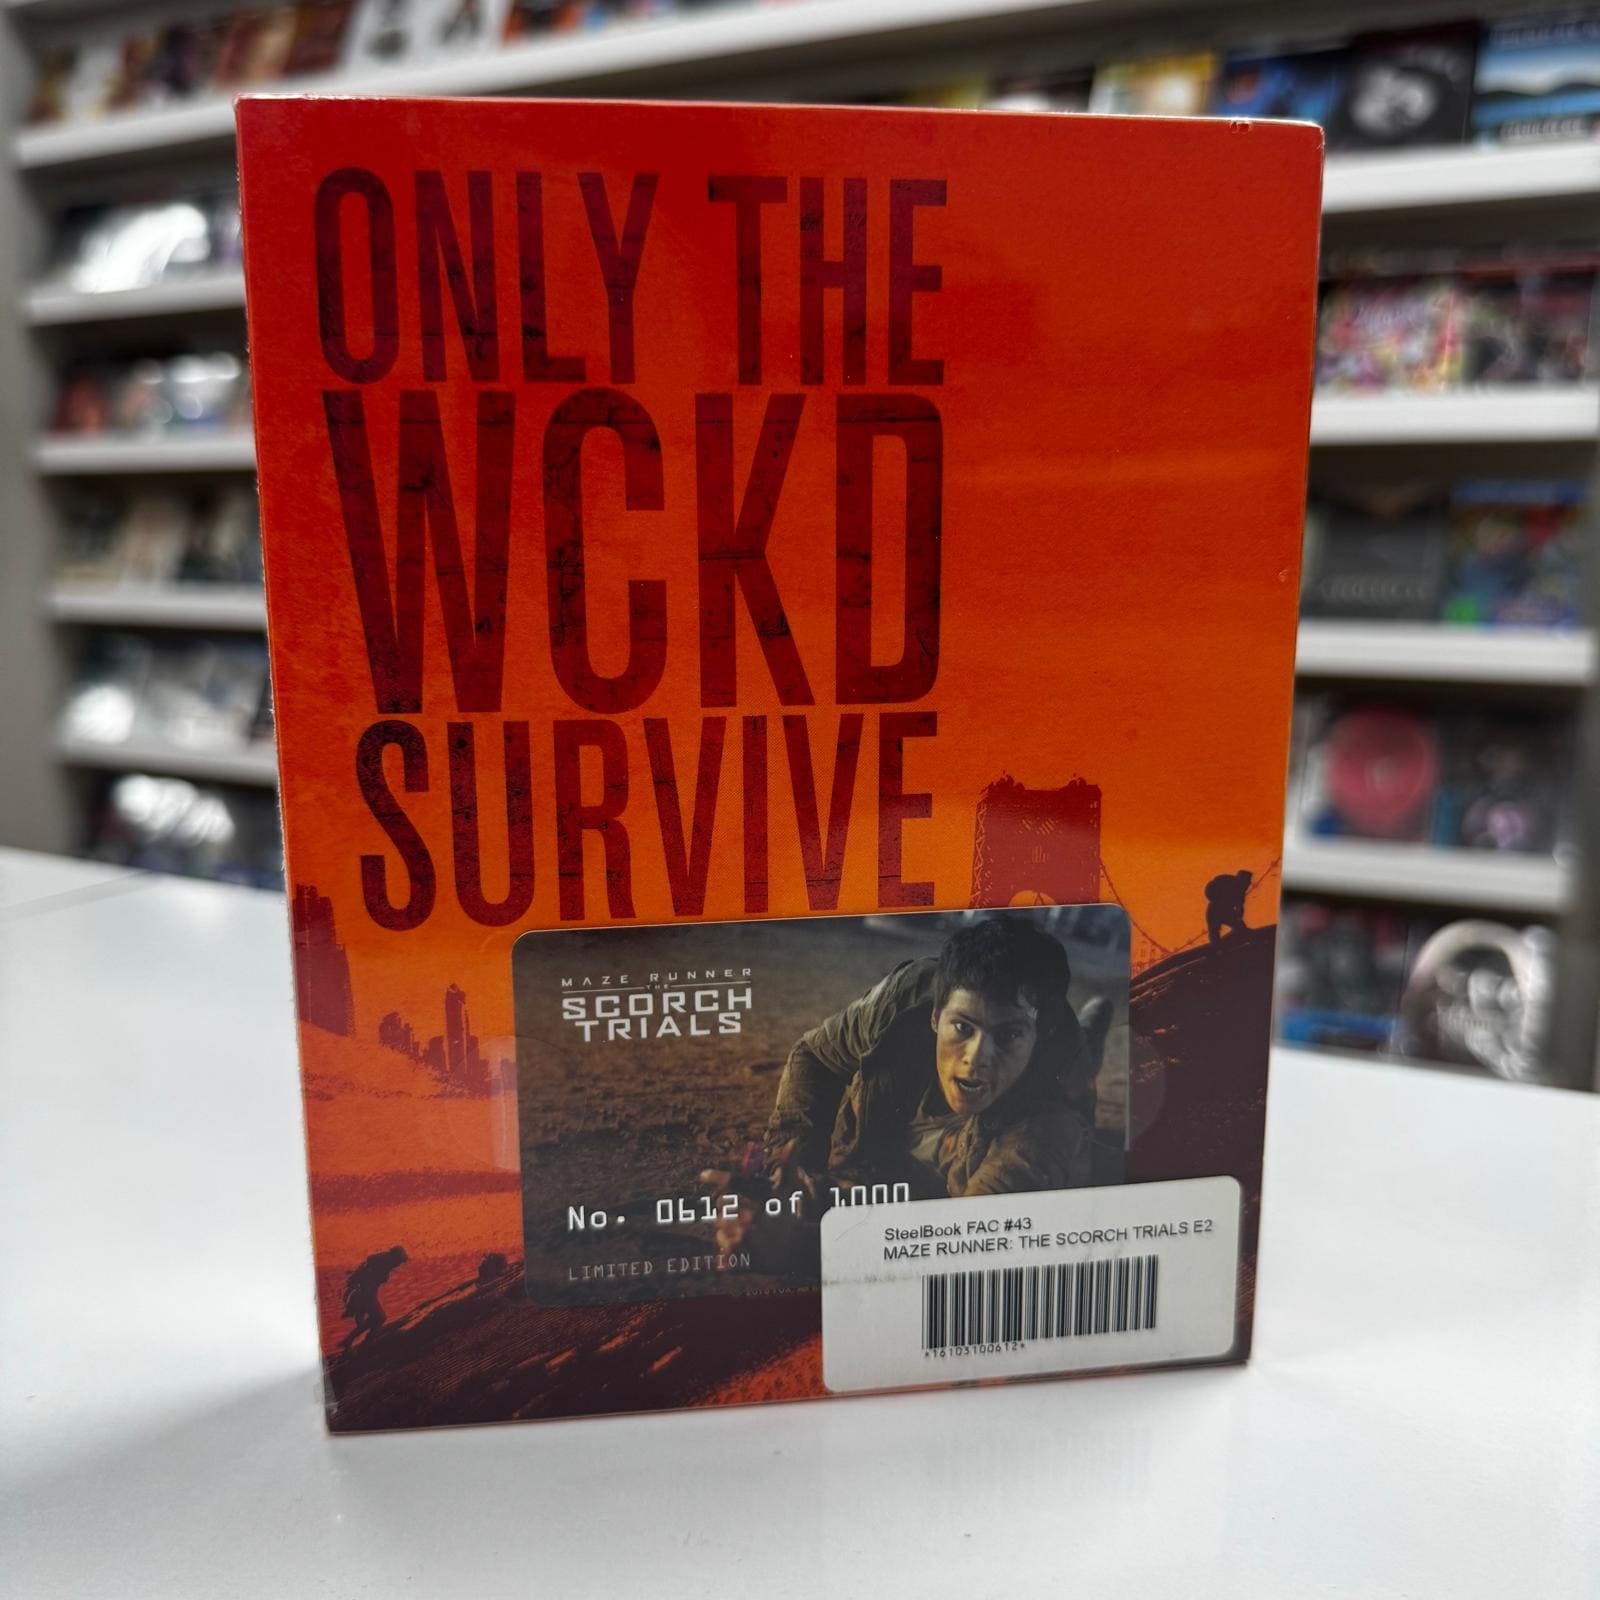 ONLY THE
WCKD
SURVIVE
MAZE RUNNER
THE
SCORCH
TRIALS
No. 0612 of 1000
LIMITED EDITION
SteelBook FAC #43
MAZE RUNNER: THE SCORCH TRIALS E2
*16103100612*